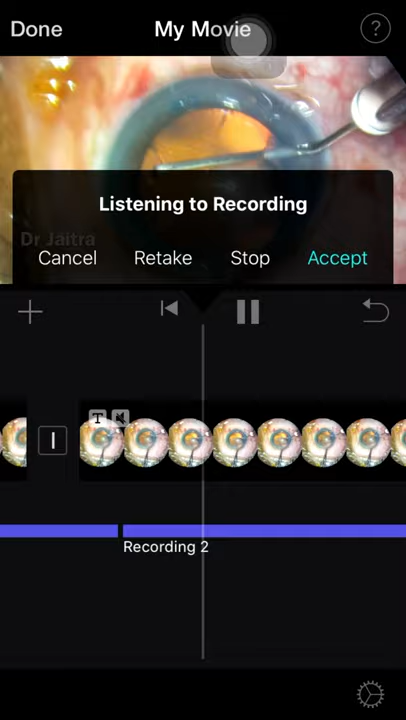 Done My Movie ?
Listening to Recording
Dr Jaitra
Cancel Retake Stop Accept
T
Recording 2